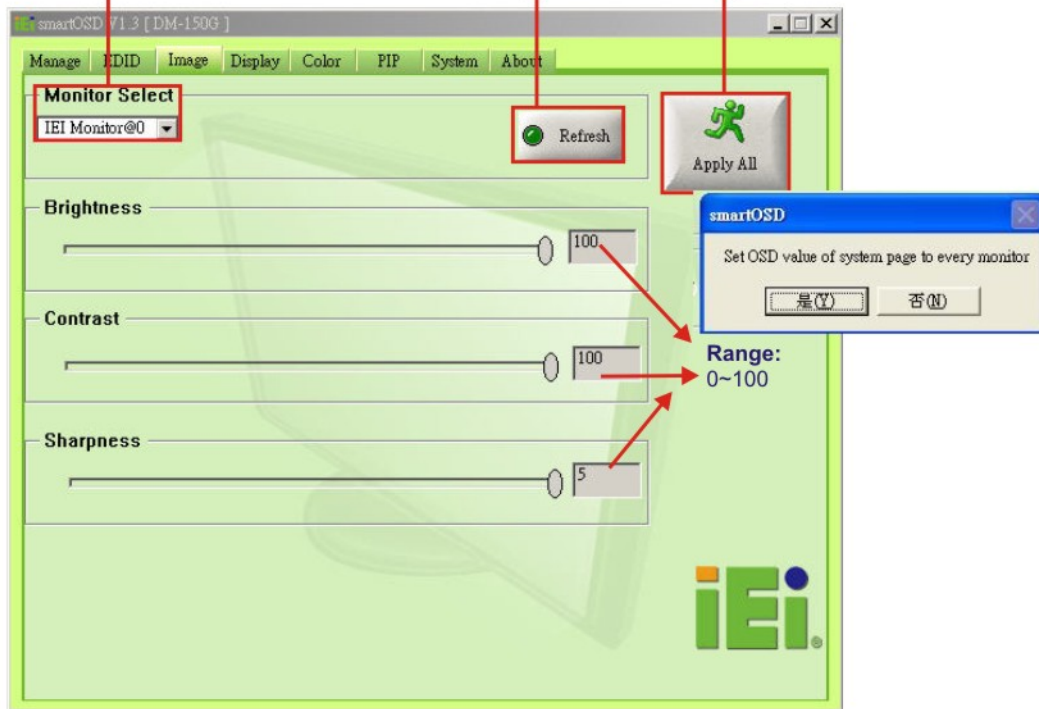 iEi smartOSD V1.3 [ DM-150G ]
Manage EDID Image Display Color PIP System About
Monitor Select
IEI Monitor@0
Refresh
Apply All
Brightness
100
smartOSD
Set OSD value of system page to every monitor
是(Y) 否(N)
Contrast
100
Range:
0~100
Sharpness
5
iEi®